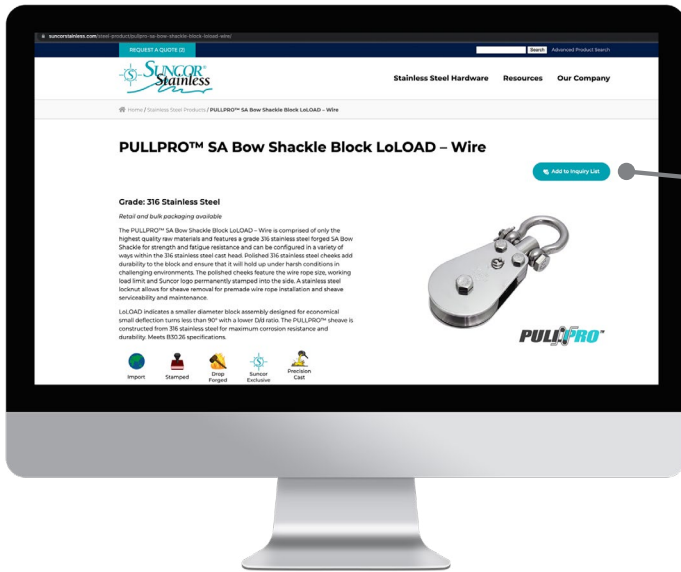 suncorstainless.com/steel-product/pullpro-sa-bow-shackle-block-loload-wire/
REQUEST A QUOTE (2)
Search
Advanced Product Search
SUNCOR®
Stainless
Stainless Steel Hardware Resources Our Company
Home / Stainless Steel Products / PULLPRO™ SA Bow Shackle Block LoLOAD – Wire
PULLPRO™ SA Bow Shackle Block LoLOAD – Wire
Add to Inquiry List
Grade: 316 Stainless Steel
Retail and bulk packaging available
The PULLPRO™ SA Bow Shackle Block LoLOAD – Wire is comprised of only the
highest quality raw materials and features a grade 316 stainless steel forged SA Bow
Shackle for strength and fatigue resistance and can be configured in a variety of
ways within the 316 stainless steel cast head. Polished 316 stainless steel cheeks add
durability to the block and ensure that it will hold up under harsh conditions in
challenging environments. The polished cheeks feature the wire rope size, working
load limit and Suncor logo permanently stamped into the side. A stainless steel
locknut allows for sheave removal for premade wire rope installation and sheave
serviceability and maintenance.
LoLOAD indicates a smaller diameter block assembly designed for economical
small deflection turns less than 90° with a lower D/d ratio. The PULLPRO™ sheave is
constructed from 316 stainless steel for maximum corrosion resistance and
durability. Meets B30.26 specifications.
PULLPRO™
Import
Stamped
Drop
Forged
Suncor
Exclusive
Precision
Cast